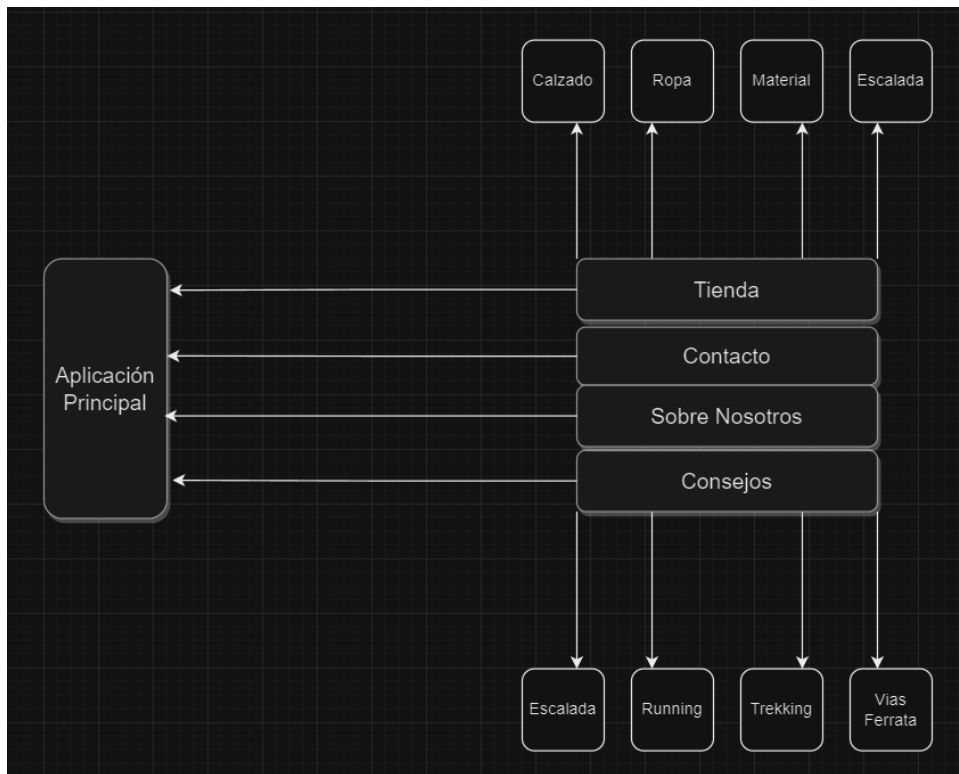 Calzado
Ropa
Material
Escalada
Tienda
Contacto
Aplicación
Principal
Sobre Nosotros
Consejos
Escalada
Running
Trekking
Vias
Ferrata